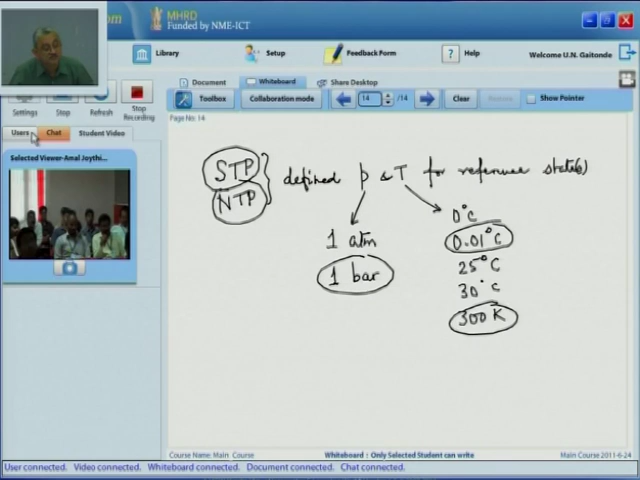 .com
MHRD
Funded by NME-ICT
Library
Setup
Feedback Form
? Help
Welcome U.N. Gaitonde
Settings
Stop
Refresh
Stop Recording
Document
Whiteboard
Share Desktop
Toolbox
Collaboration mode
14 /14
Clear
Show Pointer
Users
Chat
Student Video
Page No: 14
Selected Viewer-Amal Joythi
STP
NTP
defined p & T for reference state(s)
1 atm
1 bar
0°C
0.01°C
25°C
30°C
300 K
Course Name: Main_Course
Whiteboard : Only Selected Student can write
Main Course 2011-6-24
User connected. Video connected. Whiteboard connected. Document connected. Chat connected.